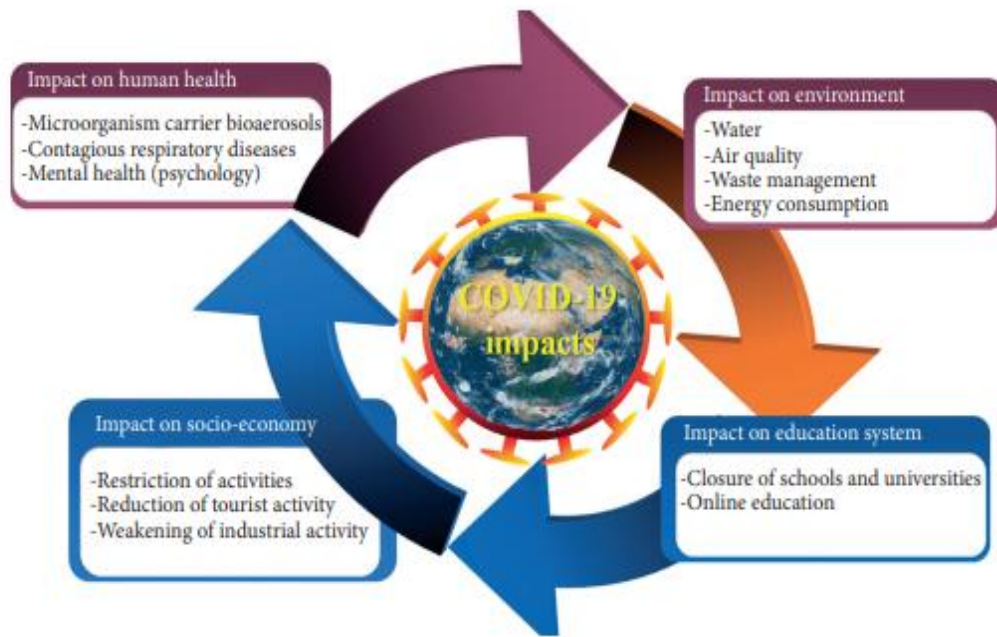 Impact on human health
-Microorganism carrier bioaerosols
-Contagious respiratory diseases
-Mental health (psychology)
Impact on environment
-Water
-Air quality
-Waste management
-Energy consumption
COVID-19
impacts
Impact on socio-economy
-Restriction of activities
-Reduction of tourist activity
-Weakening of industrial activity
Impact on education system
-Closure of schools and universities
-Online education